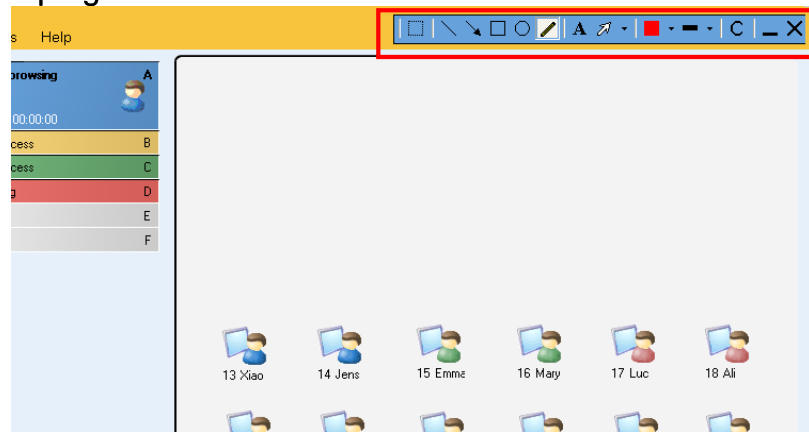 s Help
browsing A
00:00:00
cess B
cess C
g D
E
F
A C
13 Xiao 14 Jens 15 Emma 16 Mary 17 Luc 18 Ali